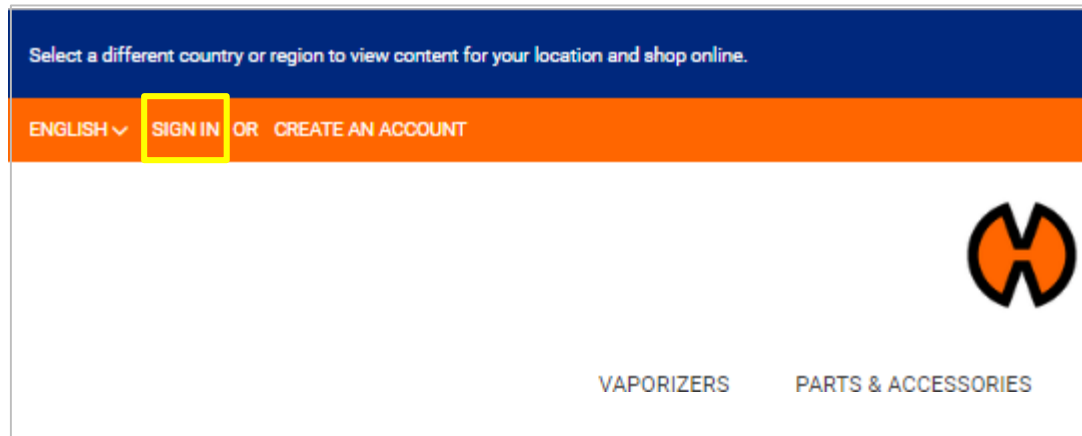 Select a different country or region to view content for your location and shop online.
ENGLISH SIGN IN OR CREATE AN ACCOUNT
VAPORIZERS PARTS & ACCESSORIES